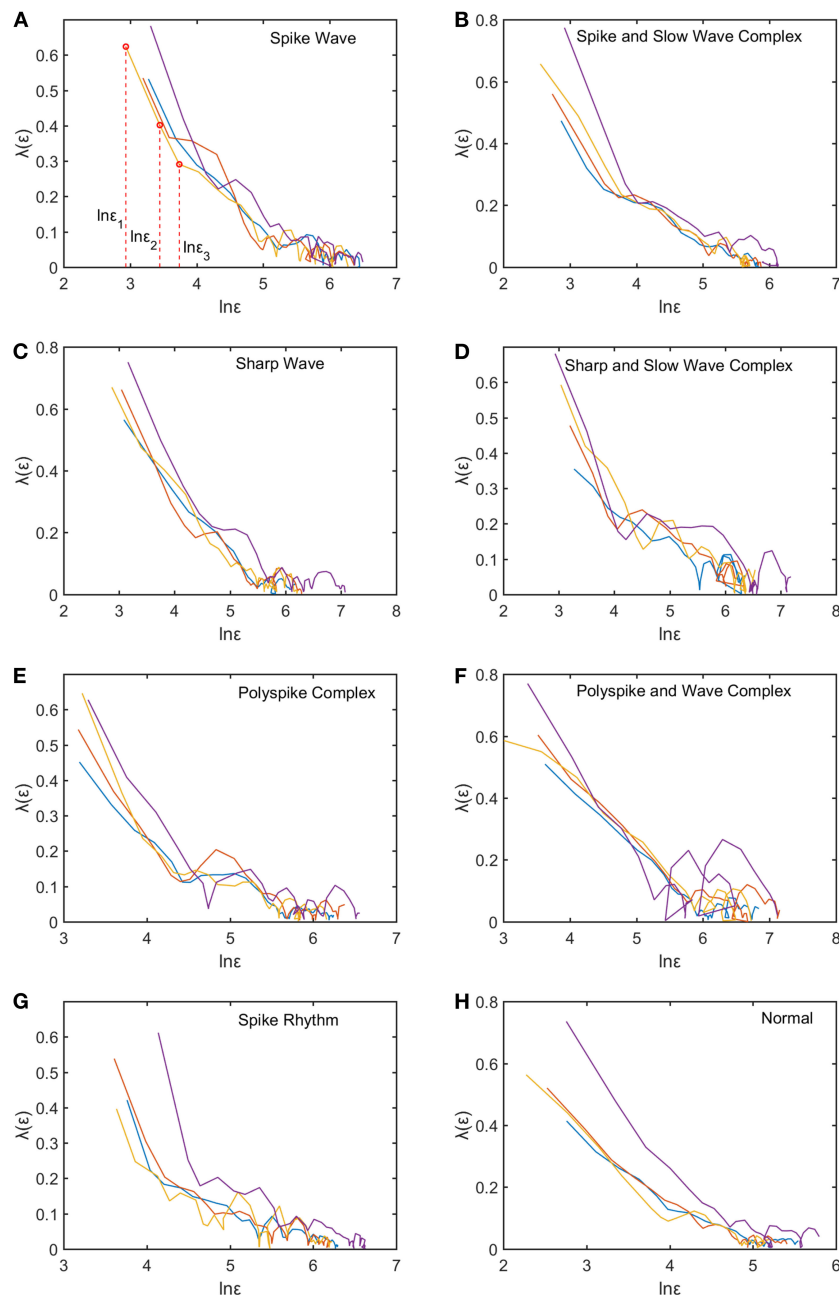 A
Spike Wave
0.6
0.5
0.4
0.3
0.2
0.1
0
λ(ε)
lnε1
lnε2
lnε3
2 3 4 5 6 7
lnε
B
Spike and Slow Wave Complex
0.8
0.6
0.4
0.2
0
λ(ε)
2 3 4 5 6 7
lnε
C
Sharp Wave
0.8
0.6
0.4
0.2
0
λ(ε)
2 3 4 5 6 7 8
lnε
D
Sharp and Slow Wave Complex
0.6
0.5
0.4
0.3
0.2
0.1
0
λ(ε)
2 3 4 5 6 7 8
lnε
E
Polyspike Complex
0.6
0.5
0.4
0.3
0.2
0.1
0
λ(ε)
3 4 5 6 7
lnε
F
Polyspike and Wave Complex
0.8
0.6
0.4
0.2
0
λ(ε)
3 4 5 6 7 8
lnε
G
Spike Rhythm
0.6
0.5
0.4
0.3
0.2
0.1
0
λ(ε)
3 4 5 6 7
lnε
H
Normal
0.8
0.6
0.4
0.2
0
λ(ε)
2 3 4 5 6
lnε